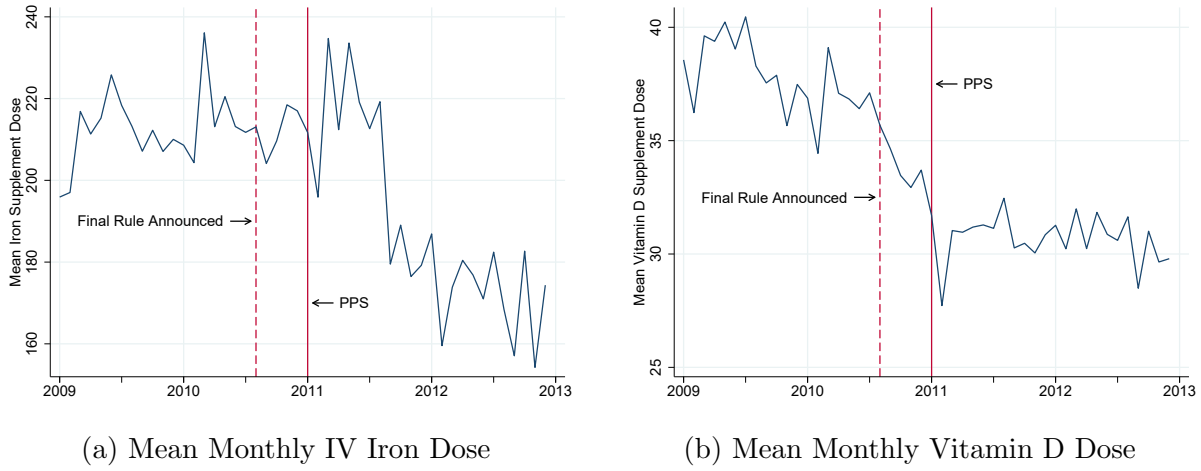 Mean Iron Supplement Dose
240
220
200
180
160
Final Rule Announced
PPS
2009
2010
2011
2012
2013
(a) Mean Monthly IV Iron Dose
Mean Vitamin D Supplement Dose
40
35
30
25
PPS
Final Rule Announced
2009
2010
2011
2012
2013
(b) Mean Monthly Vitamin D Dose